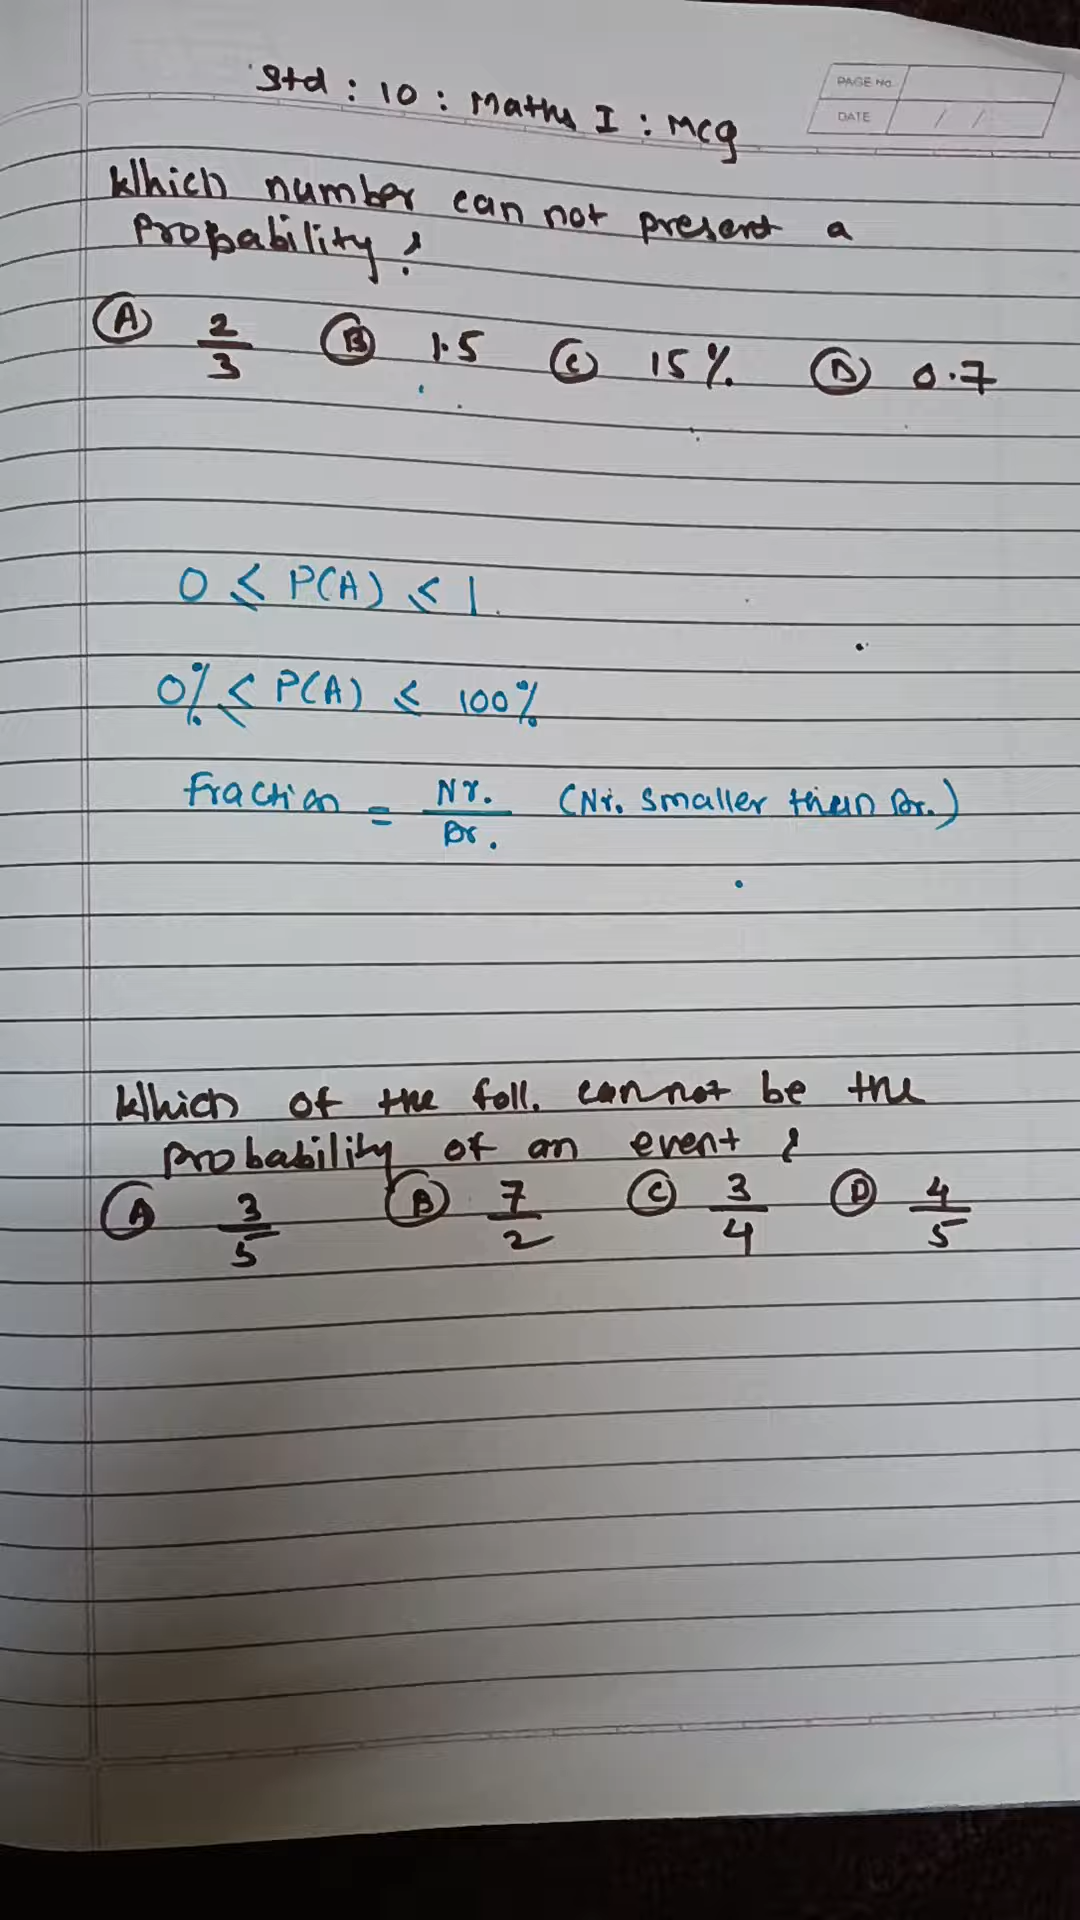 Std : 10 : Maths I : Mcq
PAGE No.
DATE / /
Which number can not present a
Probability ?
(A) 2/3 (B) 1.5 (C) 15% (D) 0.7
0 ≤ P(A) ≤ 1.
0% ≤ P(A) ≤ 100%
Fraction = Nr./Dr. (Nr. smaller than Dr.)
Which of the foll. cannot be the
probability of an event ?
(A) 3/5 (B) 7/2 (C) 3/4 (D) 4/5